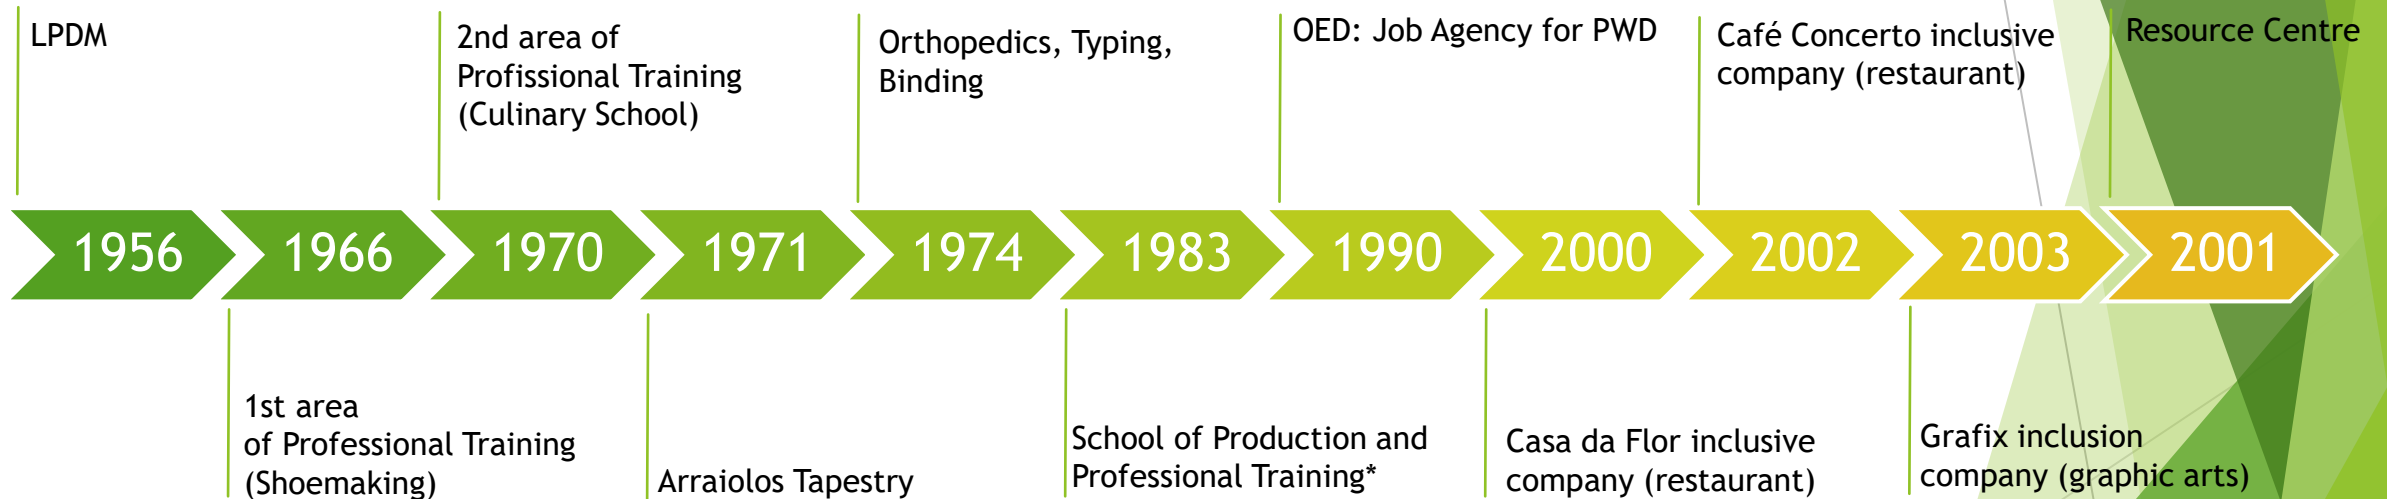 LPDM
2nd area of
Profissional Training
(Culinary School)
Orthopedics, Typing,
Binding
OED: Job Agency for PWD
Café Concerto inclusive
company (restaurant)
Resource Centre
1956
1966
1970
1971
1974
1983
1990
2000
2002
2003
2001
1st area
of Professional Training
(Shoemaking)
Arraiolos Tapestry
School of Production and
Professional Training*
Casa da Flor inclusive
company (restaurant)
Grafix inclusion
company (graphic arts)